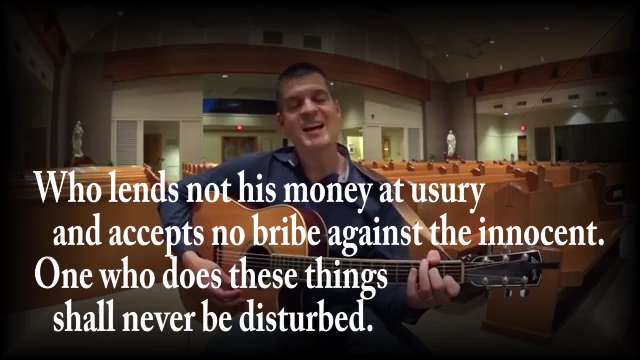 Who lends not his money at usury
and accepts no bribe against the innocent.
One who does these things
shall never be disturbed.